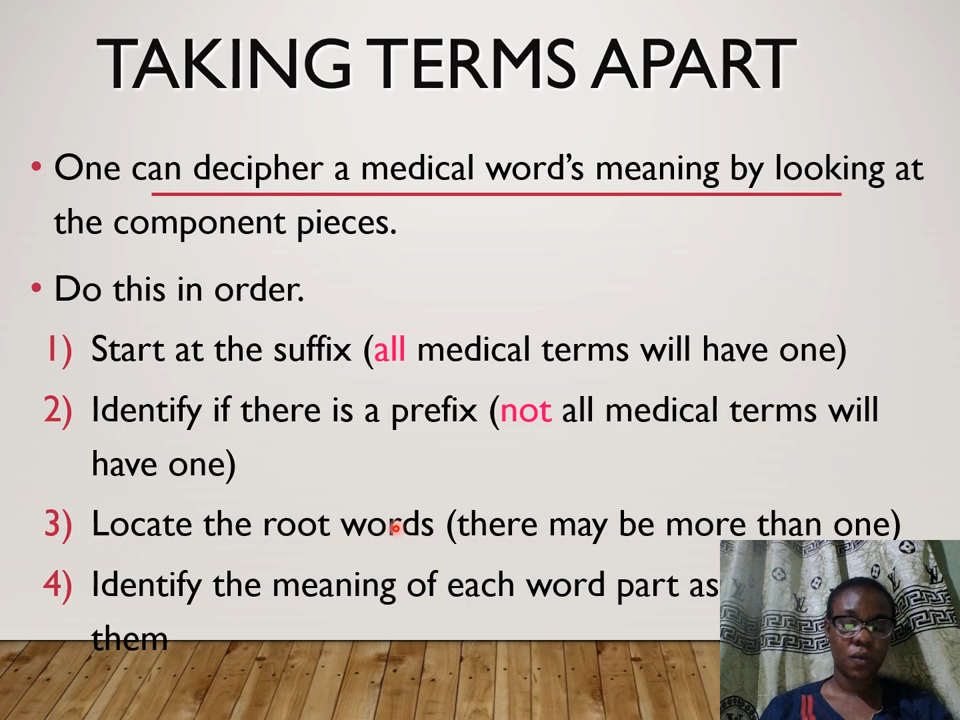 TAKING TERMS APART
• One can decipher a medical word’s meaning by looking at
the component pieces.
• Do this in order.
1) Start at the suffix (all medical terms will have one)
2) Identify if there is a prefix (not all medical terms will
have one)
3) Locate the root words (there may be more than one)
4) Identify the meaning of each word part as
them